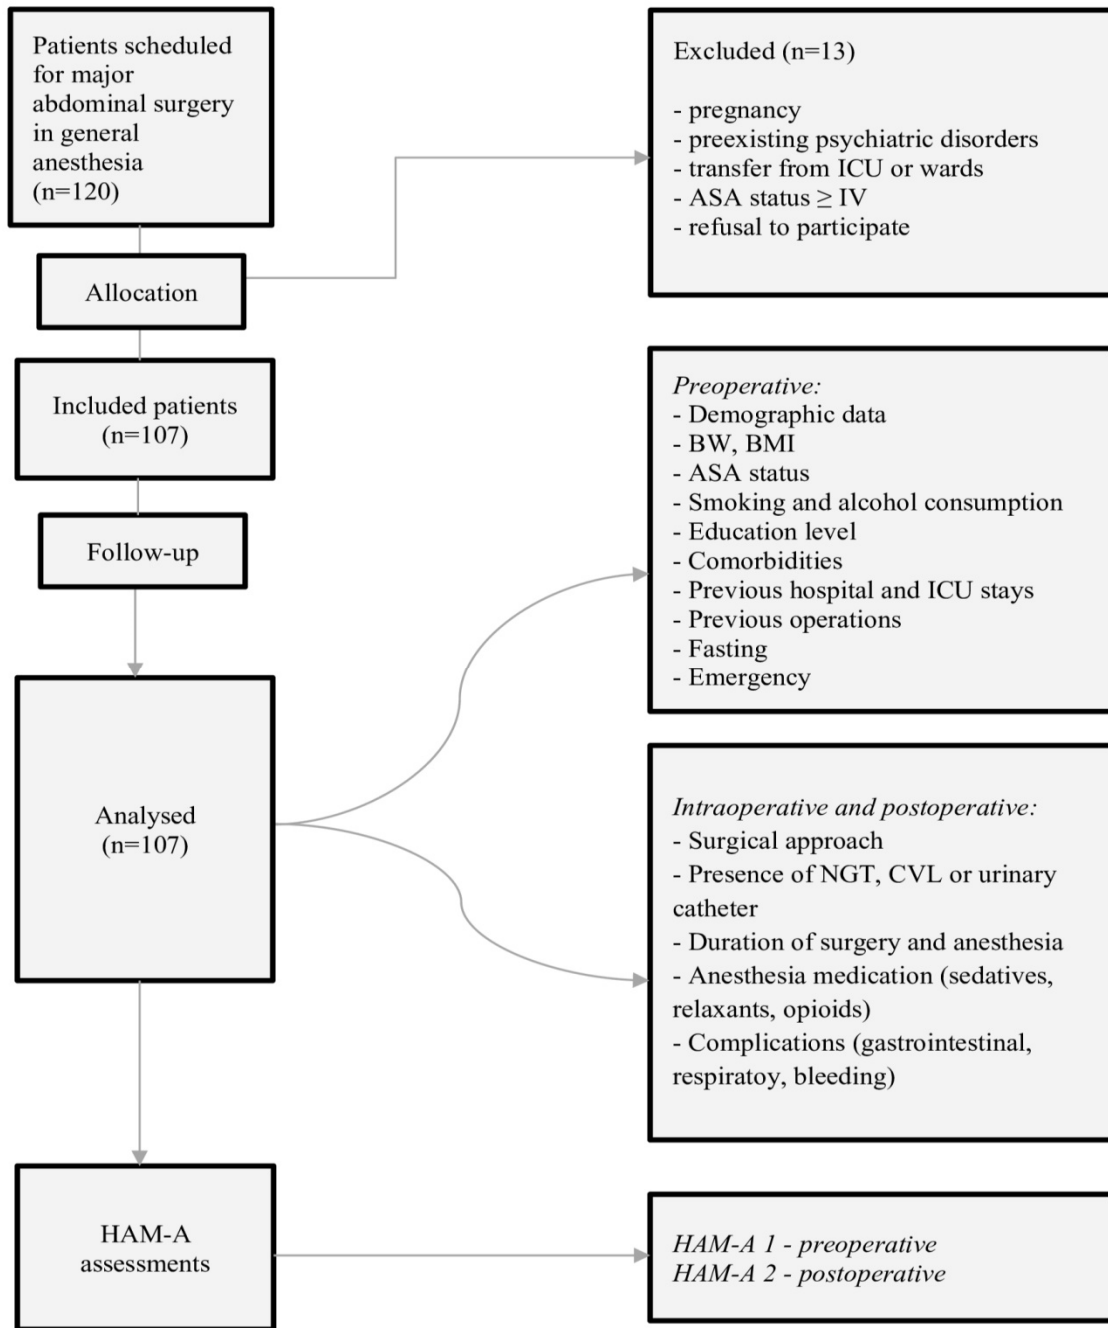 Patients scheduled
for major
abdominal surgery
in general
anesthesia
(n=120)
Excluded (n=13)
- pregnancy
- preexisting psychiatric disorders
- transfer from ICU or wards
- ASA status ≥ IV
- refusal to participate
Allocation
Included patients
(n=107)
Follow-up
Preoperative:
- Demographic data
- BW, BMI
- ASA status
- Smoking and alcohol consumption
- Education level
- Comorbidities
- Previous hospital and ICU stays
- Previous operations
- Fasting
- Emergency
Analysed
(n=107)
Intraoperative and postoperative:
- Surgical approach
- Presence of NGT, CVL or urinary
catheter
- Duration of surgery and anesthesia
- Anesthesia medication (sedatives,
relaxants, opioids)
- Complications (gastrointestinal,
respiratoy, bleeding)
HAM-A
assessments
HAM-A 1 - preoperative
HAM-A 2 - postoperative